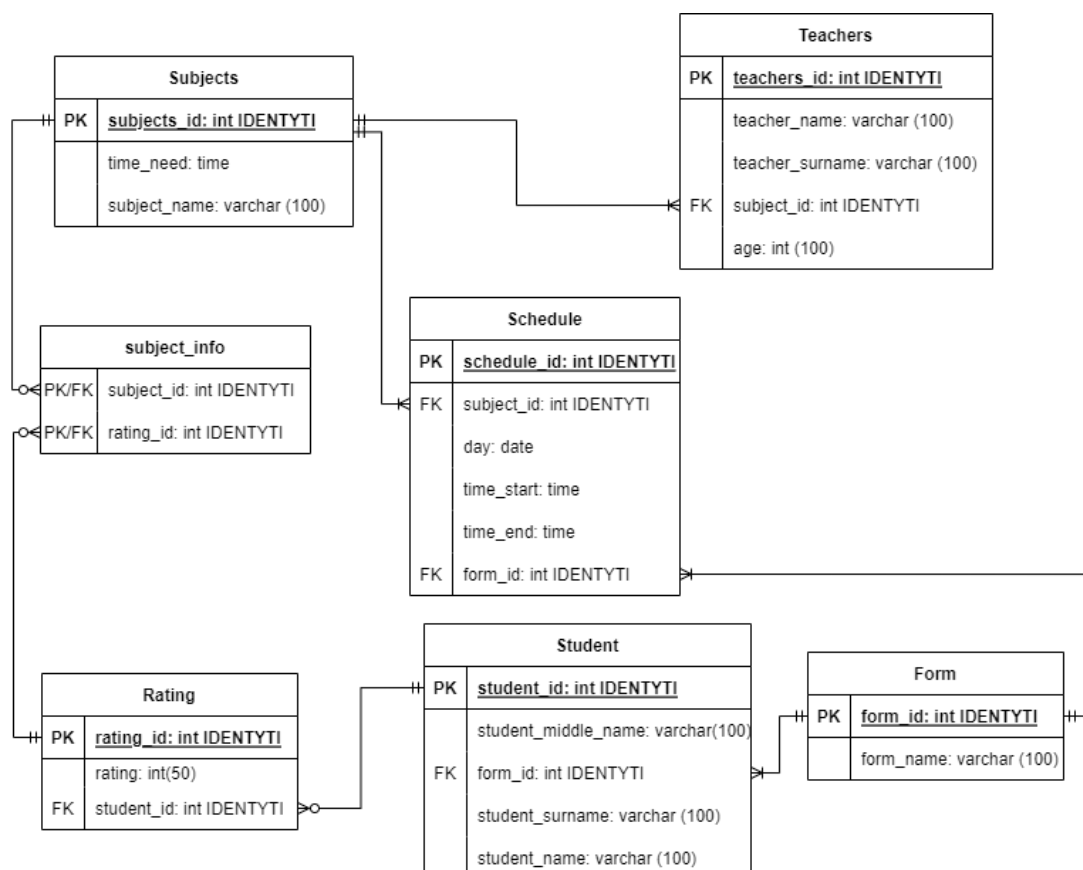 Teachers
PK teachers_id: int IDENTYTI
teacher_name: varchar (100)
teacher_surname: varchar (100)
FK subject_id: int IDENTYTI
age: int (100)
Subjects
PK subjects_id: int IDENTYTI
time_need: time
subject_name: varchar (100)
Schedule
PK schedule_id: int IDENTYTI
FK subject_id: int IDENTYTI
day: date
time_start: time
time_end: time
FK form_id: int IDENTYTI
subject_info
PK/FK subject_id: int IDENTYTI
PK/FK rating_id: int IDENTYTI
Student
PK student_id: int IDENTYTI
student_middle_name: varchar(100)
FK form_id: int IDENTYTI
student_surname: varchar (100)
student_name: varchar (100)
Form
PK form_id: int IDENTYTI
form_name: varchar (100)
Rating
PK rating_id: int IDENTYTI
rating: int(50)
FK student_id: int IDENTYTI